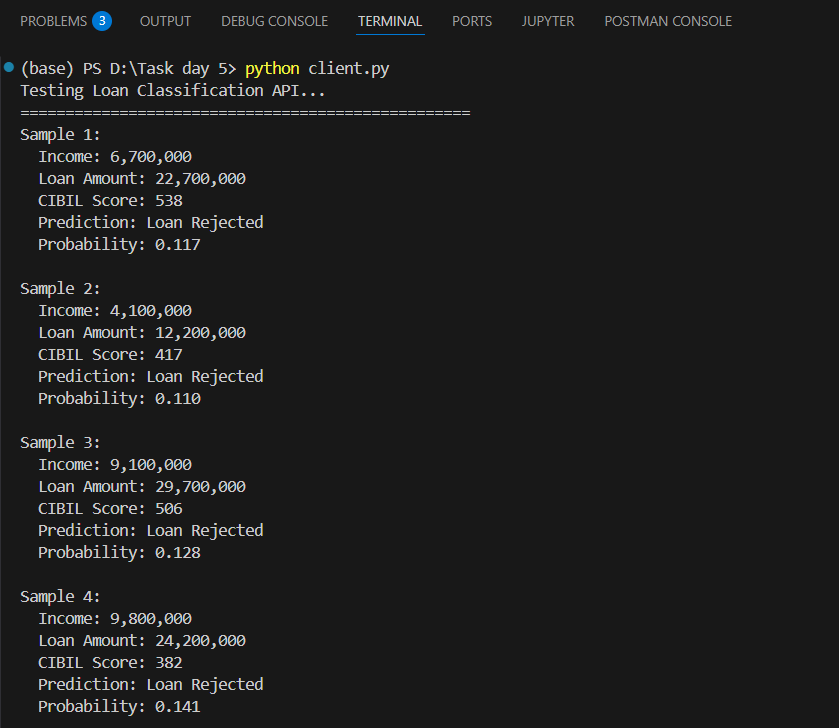 PROBLEMS 3 OUTPUT DEBUG CONSOLE TERMINAL PORTS JUPYTER POSTMAN CONSOLE
(base) PS D:\Task day 5> python client.py
Testing Loan Classification API...
==================================================
Sample 1:
  Income: 6,700,000
  Loan Amount: 22,700,000
  CIBIL Score: 538
  Prediction: Loan Rejected
  Probability: 0.117

Sample 2:
  Income: 4,100,000
  Loan Amount: 12,200,000
  CIBIL Score: 417
  Prediction: Loan Rejected
  Probability: 0.110

Sample 3:
  Income: 9,100,000
  Loan Amount: 29,700,000
  CIBIL Score: 506
  Prediction: Loan Rejected
  Probability: 0.128

Sample 4:
  Income: 9,800,000
  Loan Amount: 24,200,000
  CIBIL Score: 382
  Prediction: Loan Rejected
  Probability: 0.141